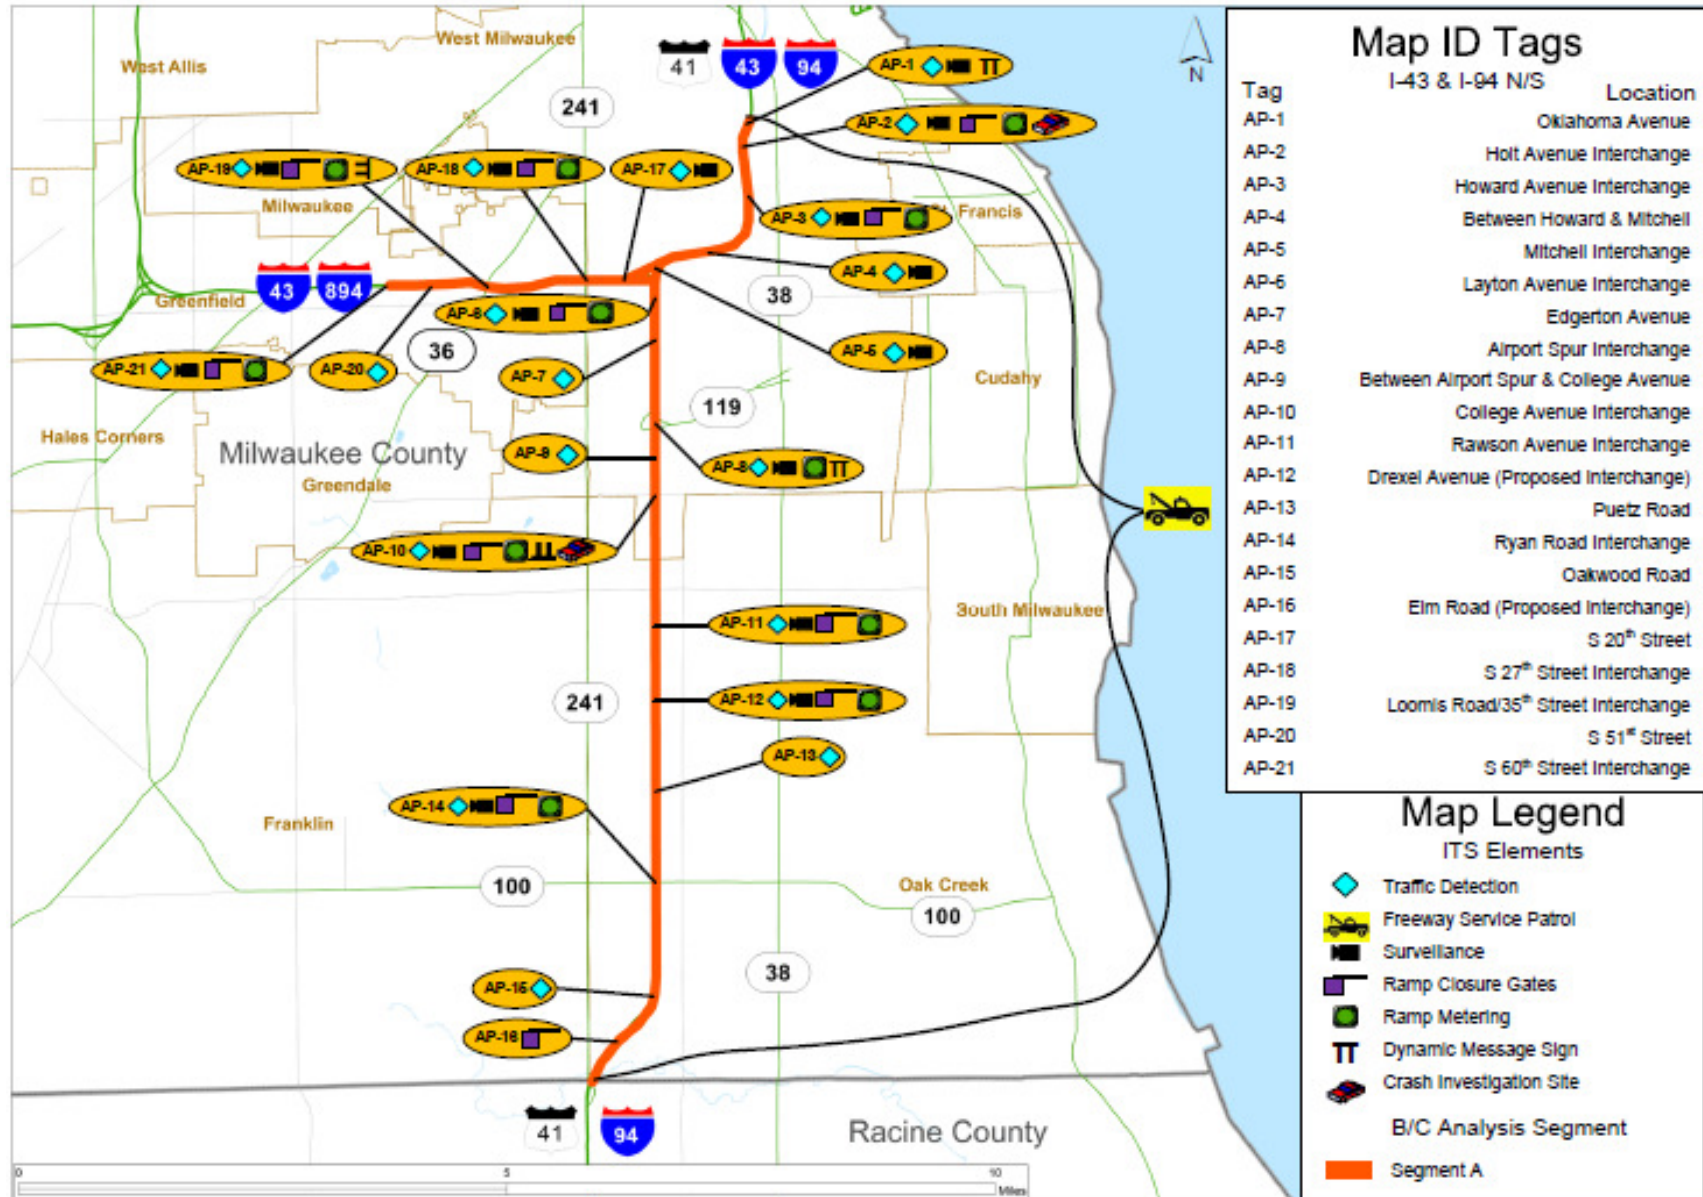 West Milwaukee
West Allis
41
43
94
N
AP-1
241
AP-2
AP-19
AP-18
AP-17
Milwaukee
AP-3
St. Francis
AP-4
43
894
Greenfield
38
AP-6
36
AP-5
AP-21
AP-20
AP-7
Cudahy
119
Hales Corners
Milwaukee County
AP-9
AP-8
Greendale
AP-10
South Milwaukee
AP-11
241
AP-12
AP-13
AP-14
Franklin
100
Oak Creek
100
38
AP-15
AP-16
41
94
Racine County
0 5 10
Miles
Map ID Tags
I-43 & I-94 N/S
Tag Location
AP-1 Oklahoma Avenue
AP-2 Holt Avenue Interchange
AP-3 Howard Avenue Interchange
AP-4 Between Howard & Mitchell
AP-5 Mitchell Interchange
AP-6 Layton Avenue Interchange
AP-7 Edgerton Avenue
AP-8 Airport Spur Interchange
AP-9 Between Airport Spur & College Avenue
AP-10 College Avenue Interchange
AP-11 Rawson Avenue Interchange
AP-12 Drexel Avenue (Proposed Interchange)
AP-13 Puetz Road
AP-14 Ryan Road Interchange
AP-15 Oakwood Road
AP-16 Elm Road (Proposed Interchange)
AP-17 S 20th Street
AP-18 S 27th Street Interchange
AP-19 Loomis Road/35th Street Interchange
AP-20 S 51st Street
AP-21 S 60th Street Interchange
Map Legend
ITS Elements
Traffic Detection
Freeway Service Patrol
Surveillance
Ramp Closure Gates
Ramp Metering
Dynamic Message Sign
Crash Investigation Site
B/C Analysis Segment
Segment A